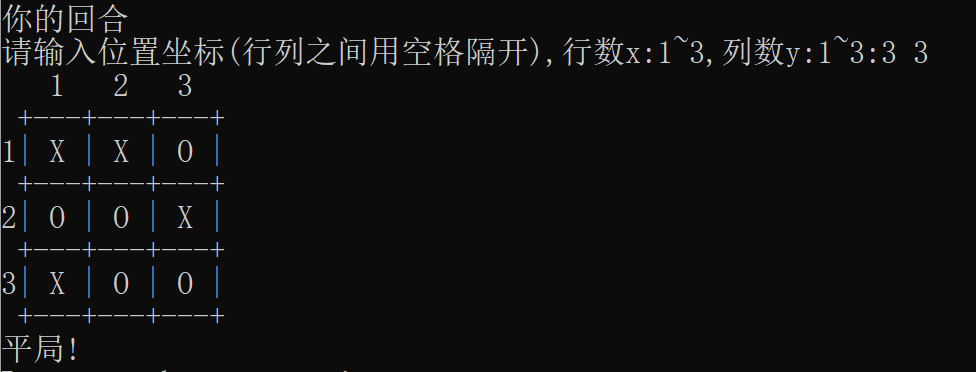 你的回合
请输入位置坐标(行列之间用空格隔开),行数x:1~3,列数y:1~3:3 3
1 2 3
+---+---+---+
1| X | X | O |
+---+---+---+
2| O | O | X |
+---+---+---+
3| X | O | O |
+---+---+---+
平局!